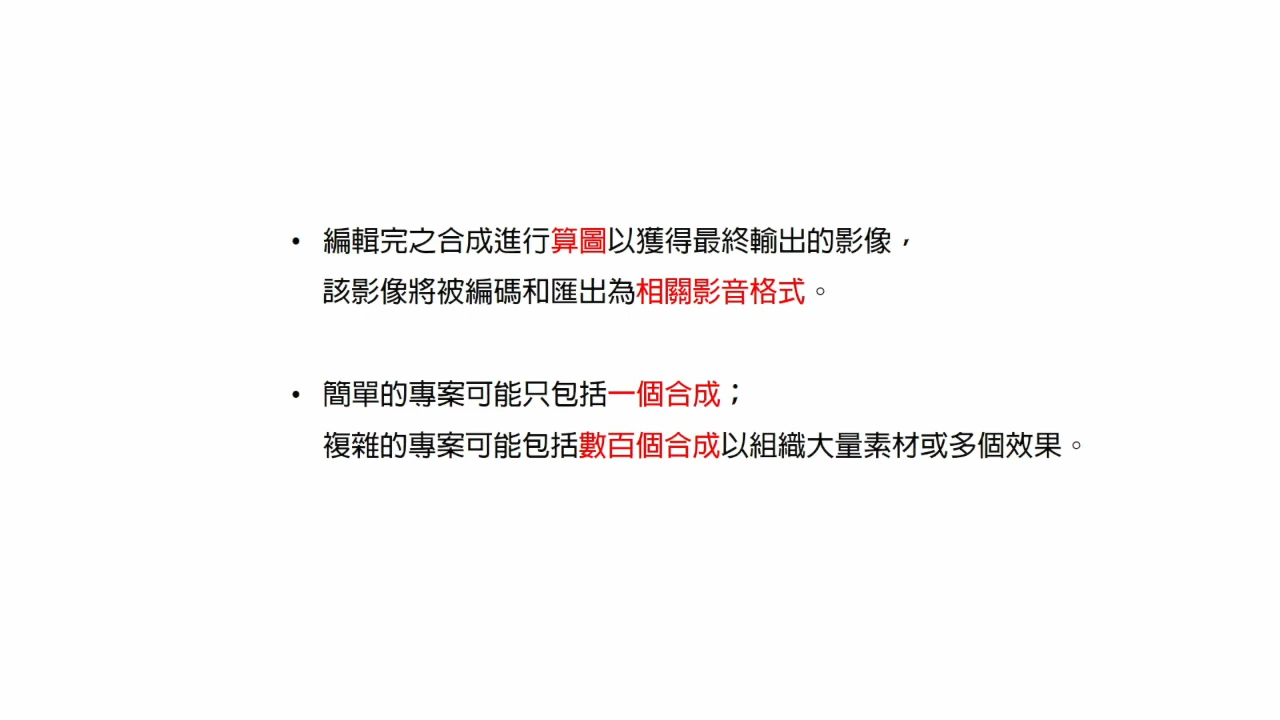 • 編輯完之合成進行算圖以獲得最終輸出的影像，
該影像將被編碼和匯出為相關影音格式。
• 簡單的專案可能只包括一個合成；
複雜的專案可能包括數百個合成以組織大量素材或多個效果。